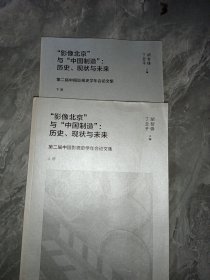 “影像北京”
与“中国制造”：
历史、现状与未来
第二届中国影视史学年会论文集
下册
“影像北京”
与“中国制造”：
历史、现状与未来
第二届中国影视史学年会论文集
上册